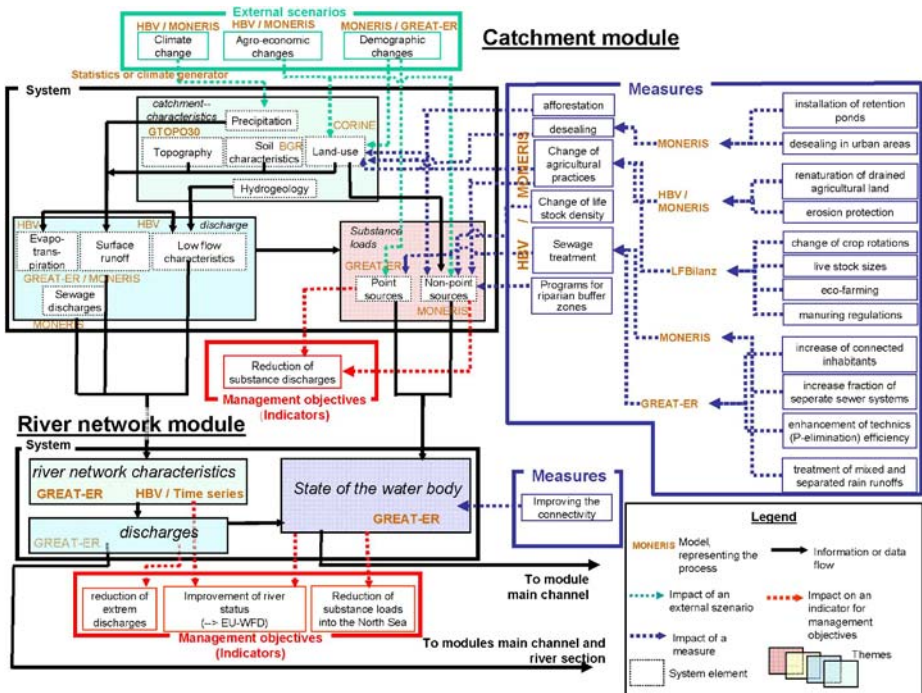 External scenarios
HBV / MONERIS
HBV / MONERIS
MONERIS / GREAT-ER
Climate
change
Agro-economic
changes
Demographic
changes
Catchment module
Statistics or climate generator
System
catchment--
characteristics
Precipitation
CORINE
GTOPO30
Topography
Soil
characteristics
BGR
Land-use
Hydrogeology
HBV
HBV
discharge
Evapo-
trans-
piration
Surface
runoff
Low flow
characteristics
GREAT-ER / MONERIS
Sewage
discharges
MONERIS
Substance
loads
GREAT-ER
Point
sources
Non-point
sources
MONERIS
Measures
HBV / MONERIS
afforestation
desealing
Change of
agricultural
practices
Change of life
stock density
Sewage
treatment
Programs for
riparian buffer
zones
MONERIS
HBV /
MONERIS
LFBilanz
MONERIS
GREAT-ER
installation of retention
ponds
desealing in urban areas
renaturation of drained
agricultural land
erosion protection
change of crop rotations
live stock sizes
eco-farming
manuring regulations
increase of connected
inhabitants
increase fraction of
seperate sewer systems
enhancement of technics
(P-elimination) efficiency
treatment of mixed and
separated rain runoffs
Reduction of
substance discharges
Management objectives
(Indicators)
River network module
System
river network characteristics
GREAT-ER
HBV / Time series
discharges
GREAT-ER
State of the water body
GREAT-ER
Measures
Improving the
connectivity
reduction of
extrem
discharges
Improvement of river
status
(--> EU-WFD)
Reduction of
substance loads
into the North Sea
Management objectives
(Indicators)
To module
main channel
To modules main channel and
river section
Legend
MONERIS
Model,
representing the
process
Information or data
flow
Impact of an
external szenario
Impact on an
indicator for
management
objectives
Impact of a
measure
System element
Themes